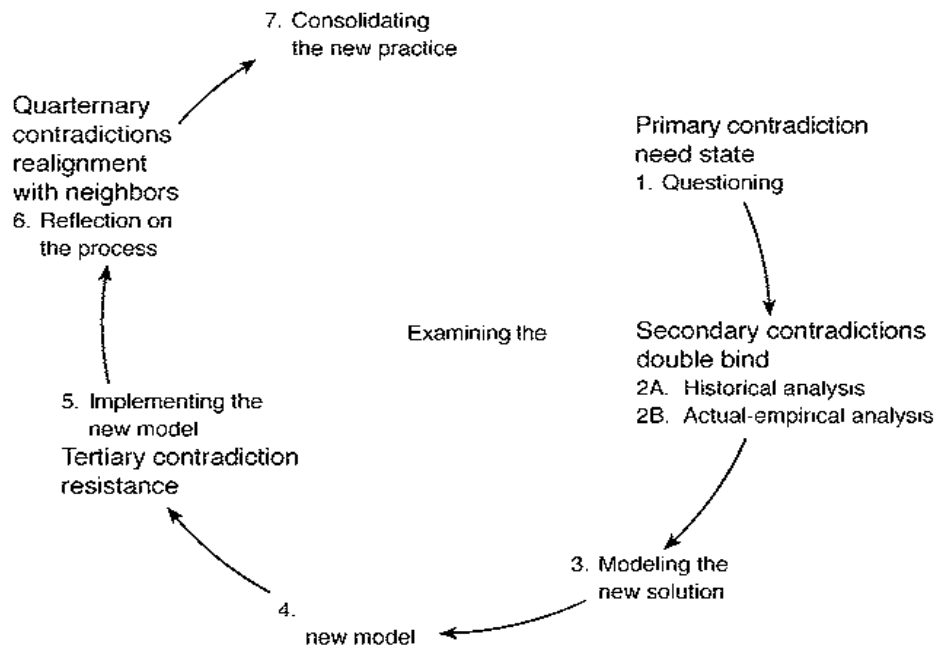 7. Consolidating
the new practice
Quarternary
contradictions
realignment
with neighbors
6. Reflection on
the process
Primary contradiction
need state
1. Questioning
Examining the
Secondary contradictions
double bind
2A. Historical analysis
2B. Actual-empirical analysis
5. Implementing the
new model
Tertiary contradiction
resistance
3. Modeling the
new solution
4.
new model